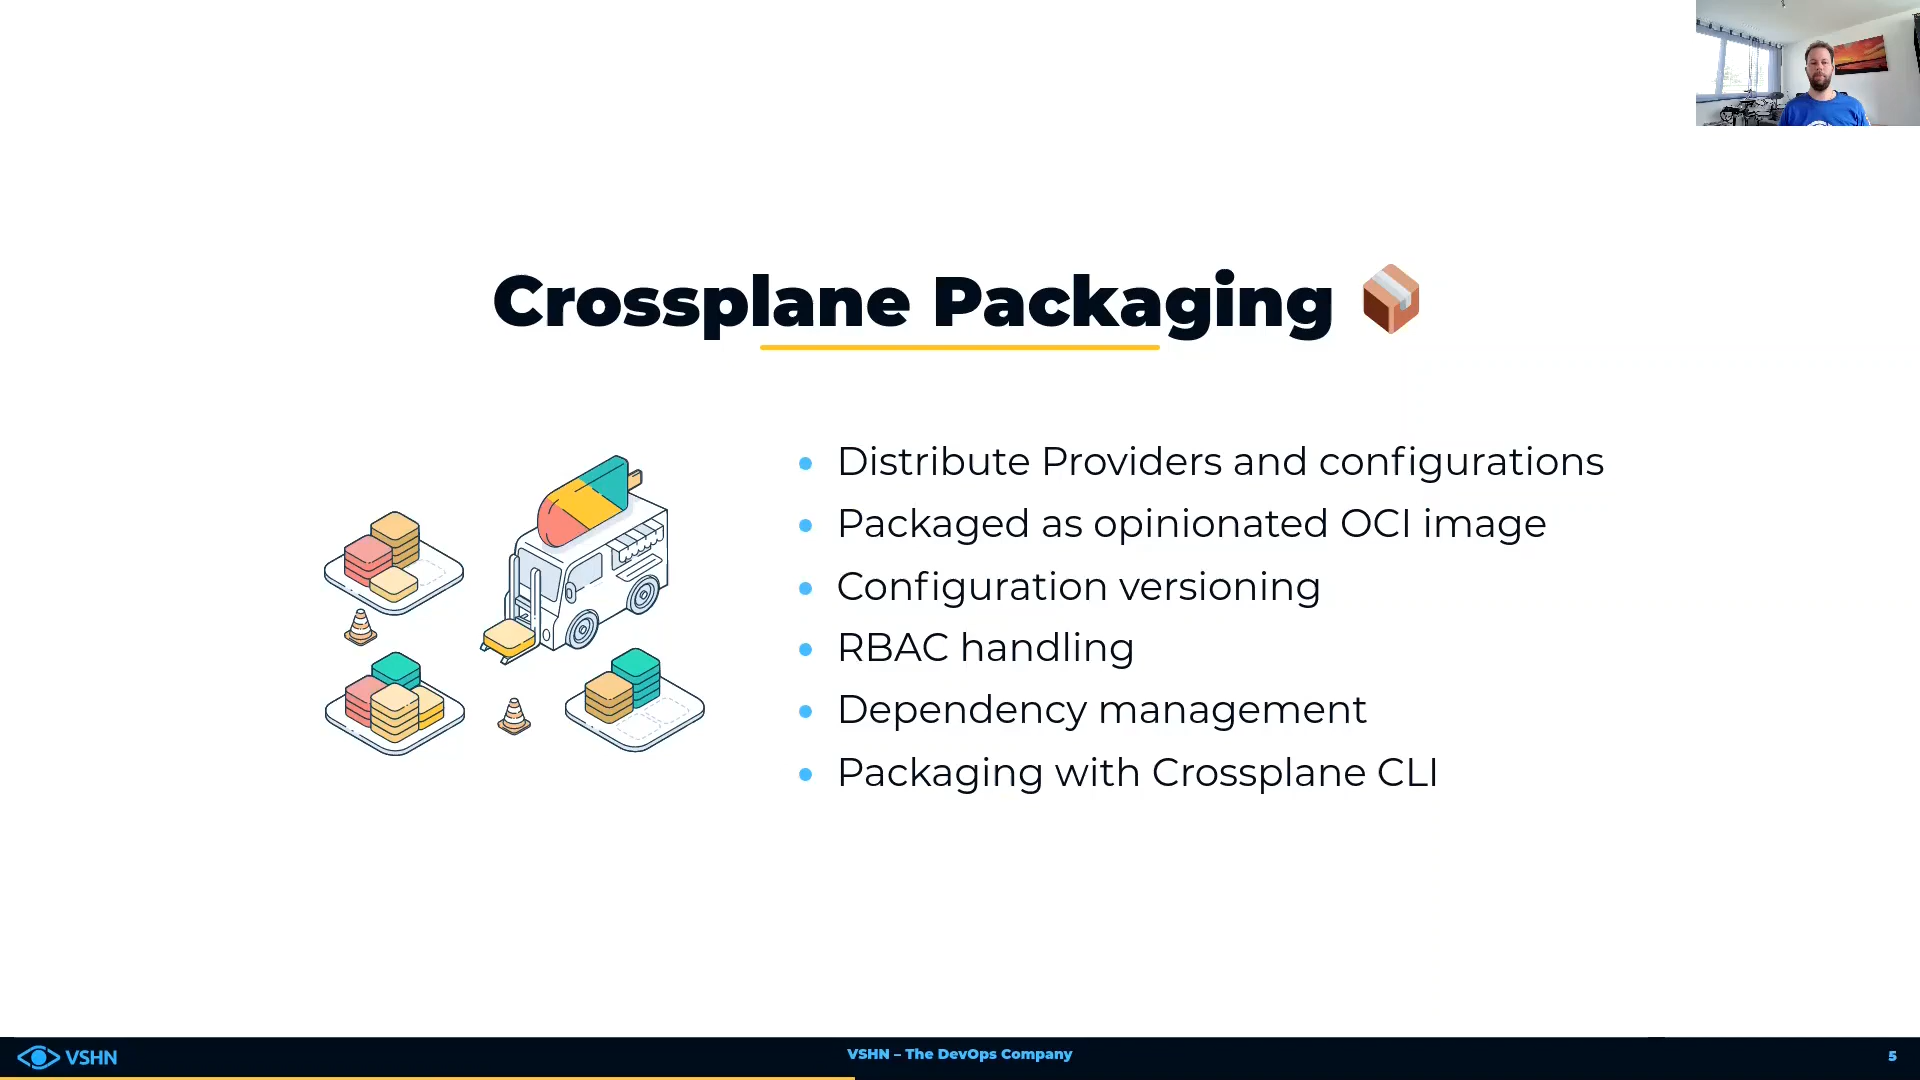 Crossplane Packaging
Distribute Providers and configurations
Packaged as opinionated OCI image
Configuration versioning
RBAC handling
Dependency management
Packaging with Crossplane CLI
VSHN
VSHN – The DevOps Company
5